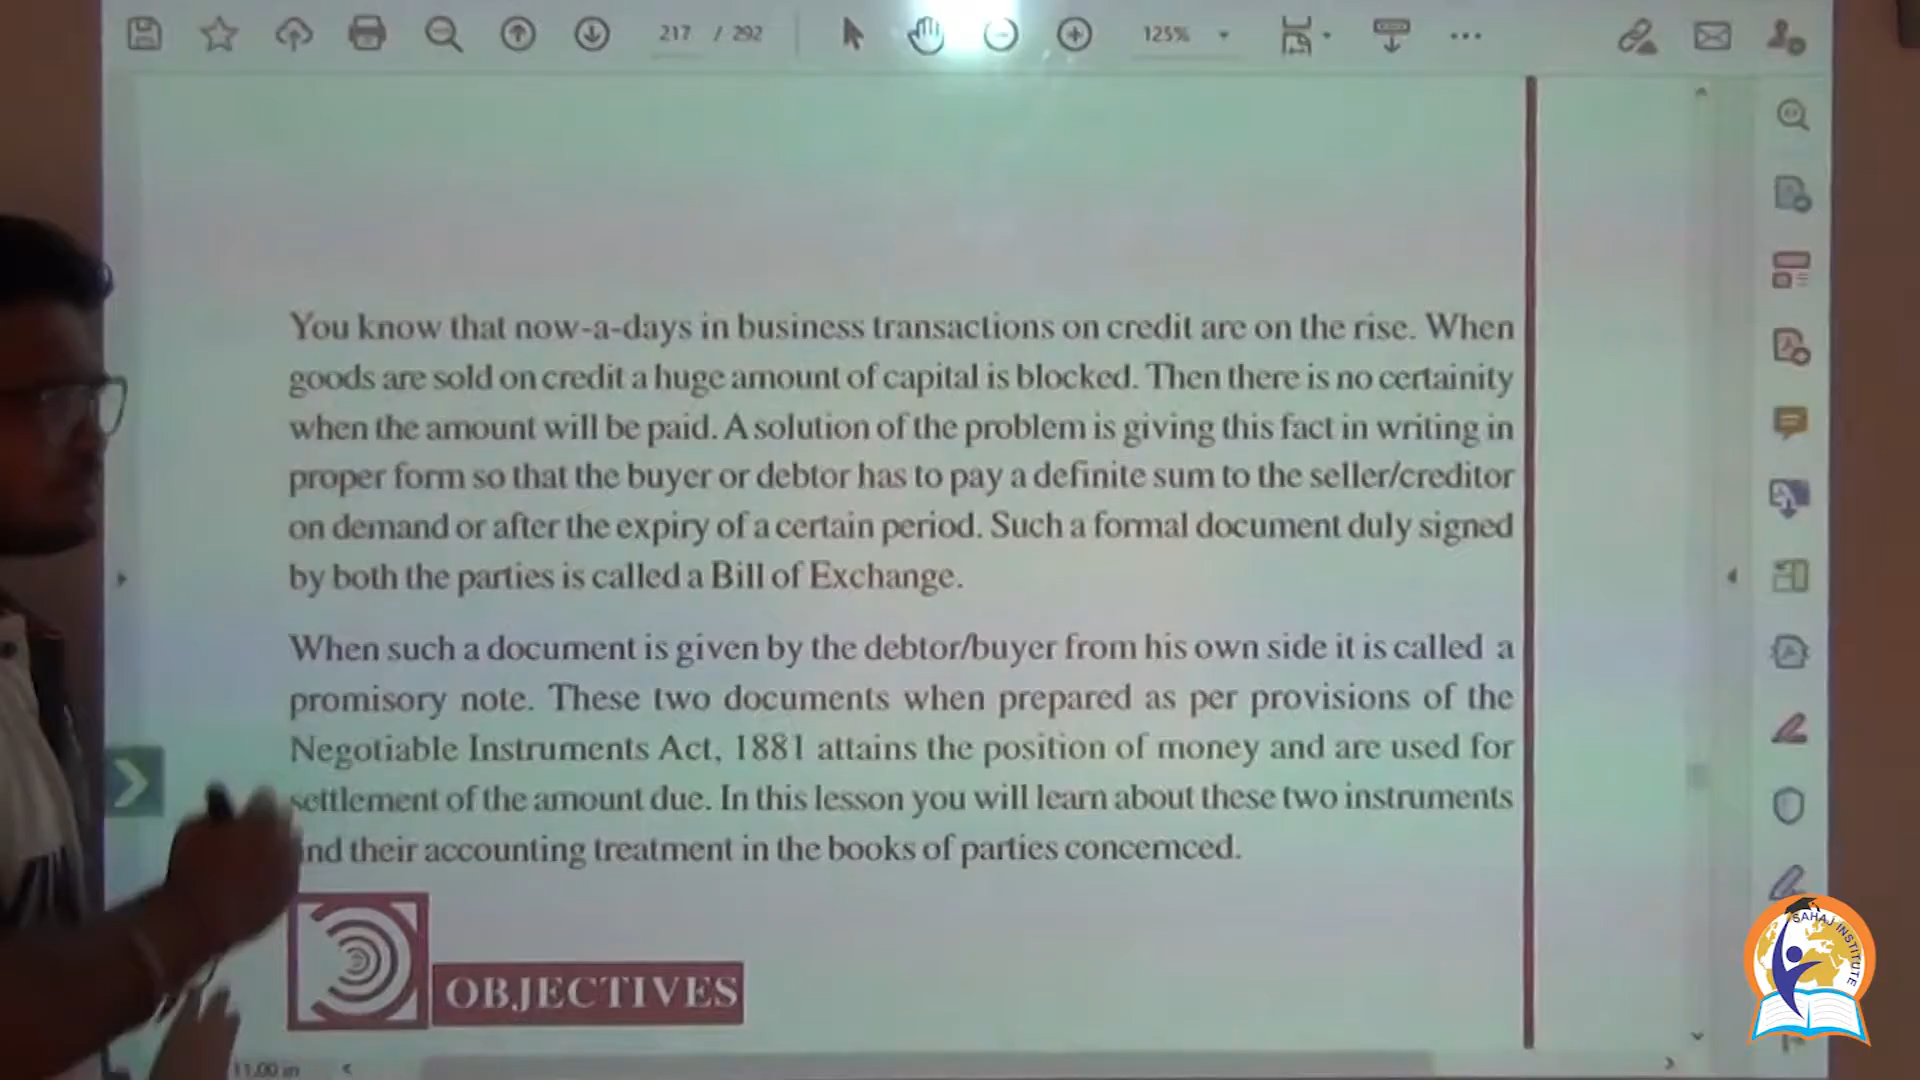 217 / 292
125%
You know that now-a-days in business transactions on credit are on the rise. When
goods are sold on credit a huge amount of capital is blocked. Then there is no certainity
when the amount will be paid. A solution of the problem is giving this fact in writing in
proper form so that the buyer or debtor has to pay a definite sum to the seller/creditor
on demand or after the expiry of a certain period. Such a formal document duly signed
by both the parties is called a Bill of Exchange.
When such a document is given by the debtor/buyer from his own side it is called a
promisory note. These two documents when prepared as per provisions of the
Negotiable Instruments Act, 1881 attains the position of money and are used for
settlement of the amount due. In this lesson you will learn about these two instruments
and their accounting treatment in the books of parties concernced.
OBJECTIVES
11.00 in
SAHAJ INSTITUTE